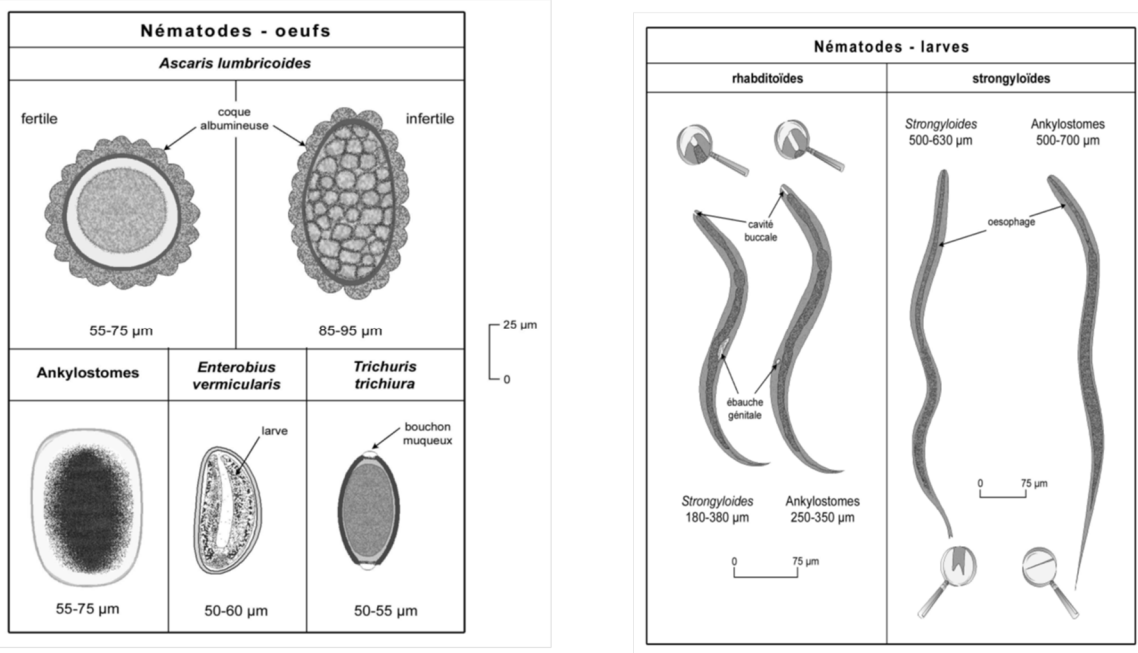 Nématodes - oeufs
Ascaris lumbricoides
fertile
coque
albumineuse
infertile
55-75 µm
85-95 µm
25 µm
0
Ankylostomes
Enterobius
vermicularis
Trichuris
trichiura
larve
bouchon
muqueux
55-75 µm
50-60 µm
50-55 µm
Nématodes - larves
rhabditoïdes
strongyloïdes
Strongyloides
500-630 µm
Ankylostomes
500-700 µm
cavité
buccale
oesophage
ébauche
génitale
Strongyloides
180-380 µm
Ankylostomes
250-350 µm
0 75 µm
0 75 µm